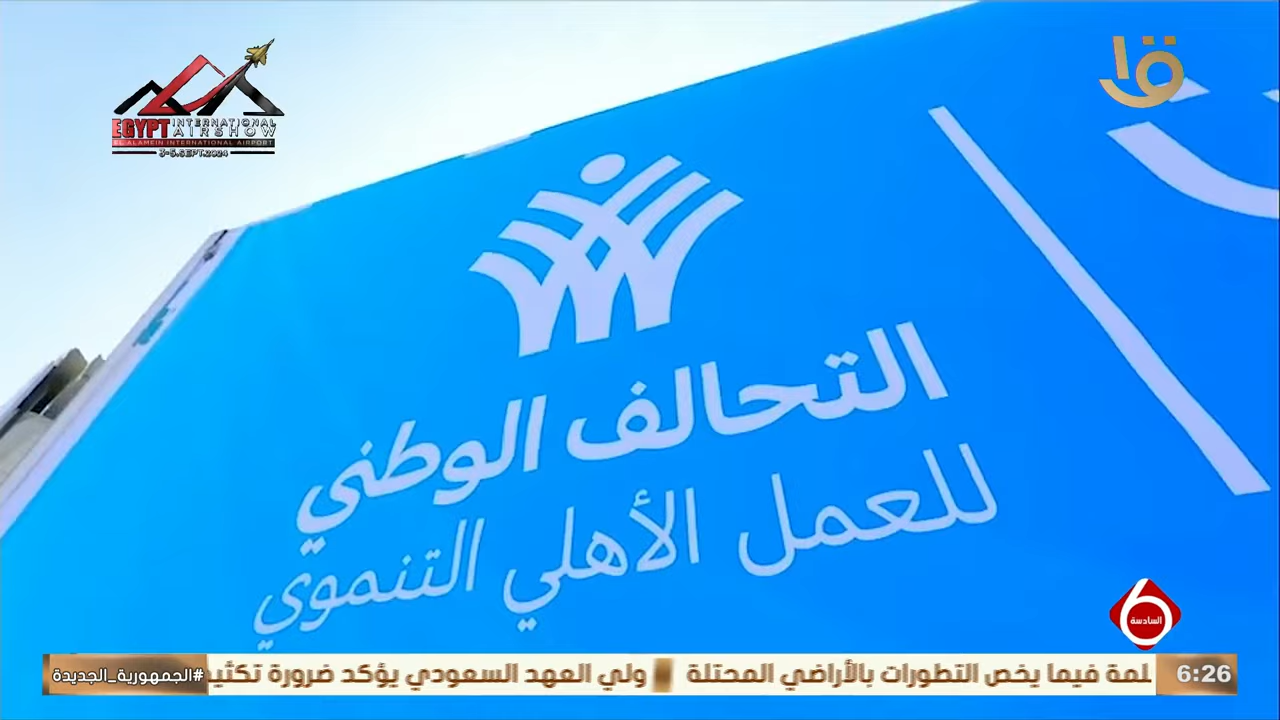 EGYPT INTERNATIONAL AIRSHOW
EL ALAMEIN INTERNATIONAL AIRPORT
3-5.SEPT.2024
التحالف الوطني
للعمل الأهلي التنموي
السادسة
6:26
لمة فيما يخص التطورات بالأراضي المحتلة
ولي العهد السعودي يؤكد ضرورة تكثي
#الجمهورية_الجديدة